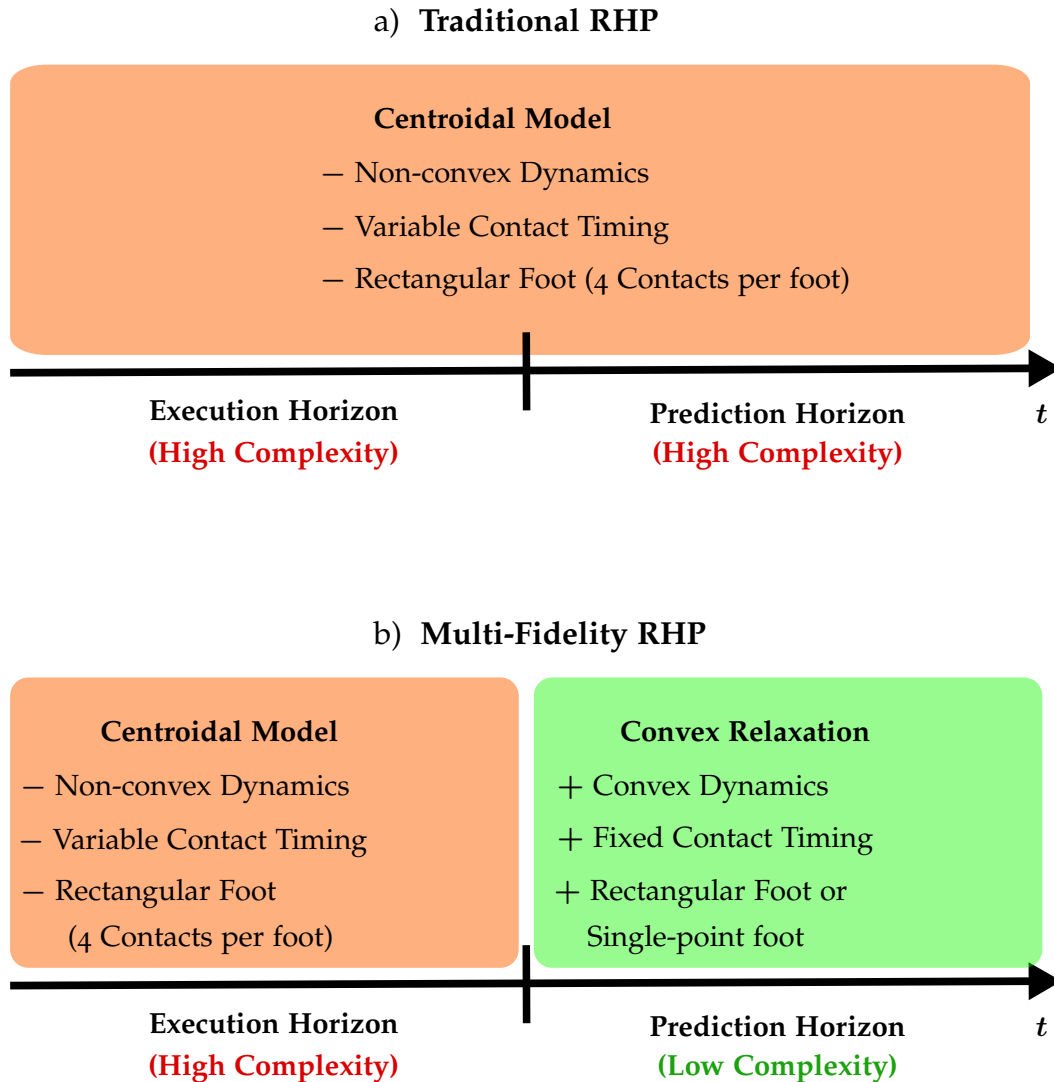 a) Traditional RHP
Centroidal Model
− Non-convex Dynamics
− Variable Contact Timing
− Rectangular Foot (4 Contacts per foot)
Execution Horizon
(High Complexity)
Prediction Horizon
(High Complexity)
t
b) Multi-Fidelity RHP
Centroidal Model
− Non-convex Dynamics
− Variable Contact Timing
− Rectangular Foot
(4 Contacts per foot)
Convex Relaxation
+ Convex Dynamics
+ Fixed Contact Timing
+ Rectangular Foot or
Single-point foot
Execution Horizon
(High Complexity)
Prediction Horizon
(Low Complexity)
t